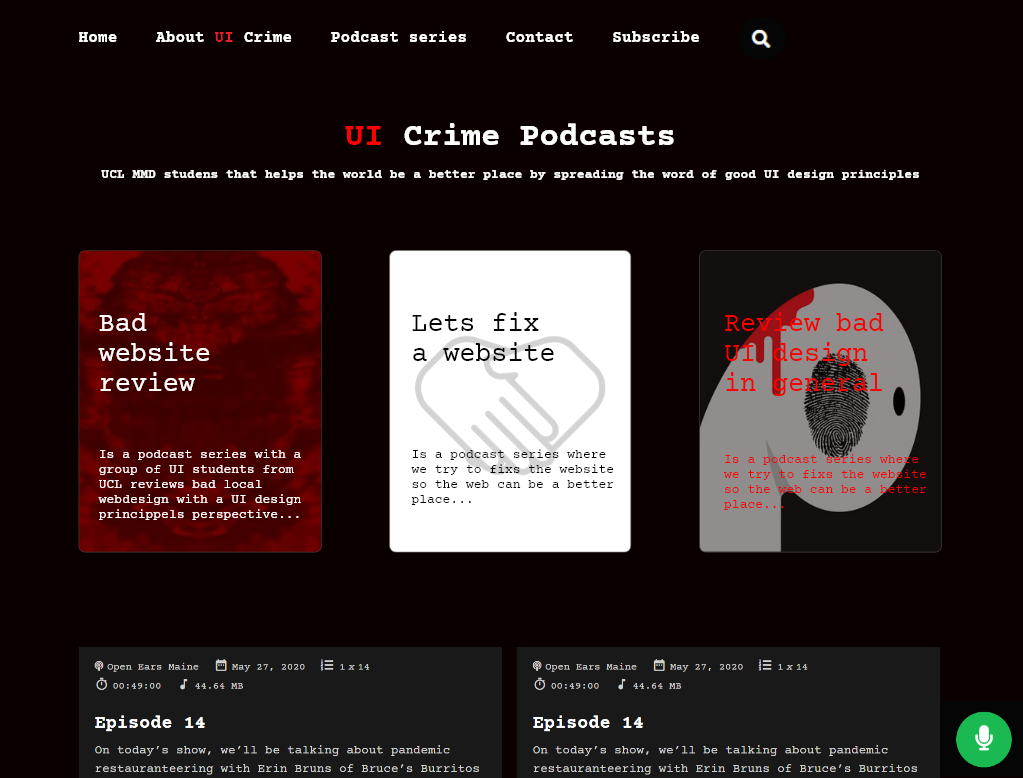 Home About UI Crime Podcast series Contact Subscribe
UI Crime Podcasts
UCL MMD studens that helps the world be a better place by spreading the word of good UI design principles
Bad
website
review
Is a podcast series with a
group of UI students from
UCL reviews bad local
webdesign with a UI design
princippels perspective...
Lets fix
a website
Is a podcast series where
we try to fixs the website
so the web can be a better
place...
Review bad
UI design
in general
Is a podcast series where
we try to fixs the website
so the web can be a better
place...
Open Ears Maine May 27, 2020 1 x 14
00:49:00 44.64 MB
Episode 14
On today’s show, we’ll be talking about pandemic
restauranteering with Erin Bruns of Bruce’s Burritos
Open Ears Maine May 27, 2020 1 x 14
00:49:00 44.64 MB
Episode 14
On today’s show, we’ll be talking about pandemic
restauranteering with Erin Bruns of Bruce’s Burritos